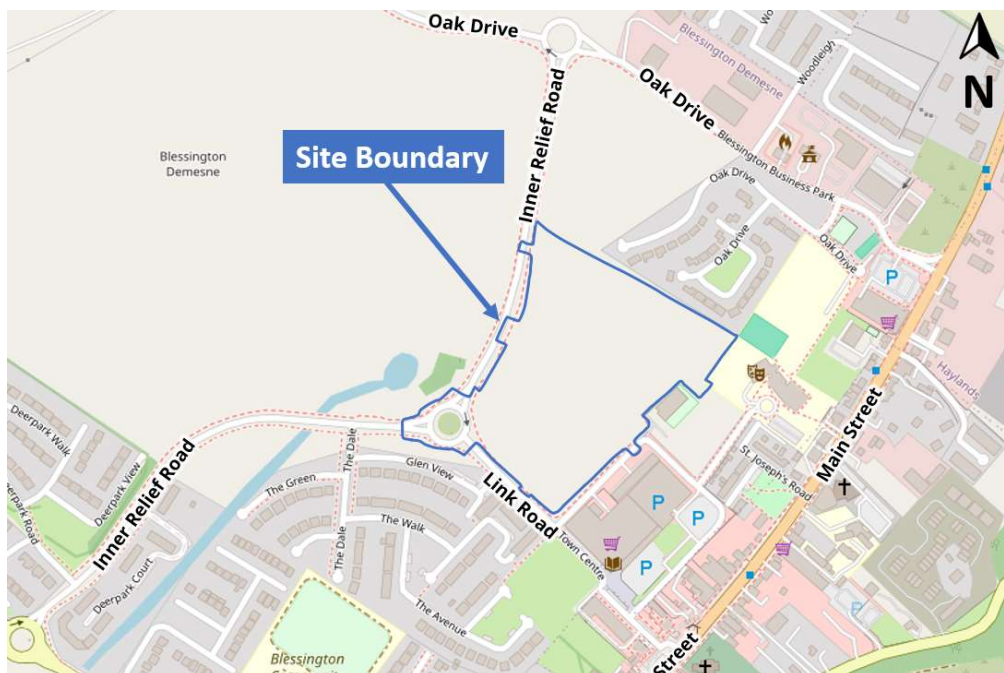 Oak Drive
Blessington Demesne
Woodleigh
N
Oak Drive
Inner Relief Road
Blessington
Demesne
Site Boundary
Blessington Business Park
Oak Drive
Oak Drive
Oak Drive
P
Haylands
Main Street
Deerpark Walk
Deerpark View
Deerpark Road
Inner Relief Road
The Dale
Glen View
The Green
Link Road
St. Joseph's Road
The Walk
The Dale
P
P
Town Centre
P
P
Deerpark Court
The Avenue
Blessington
Street